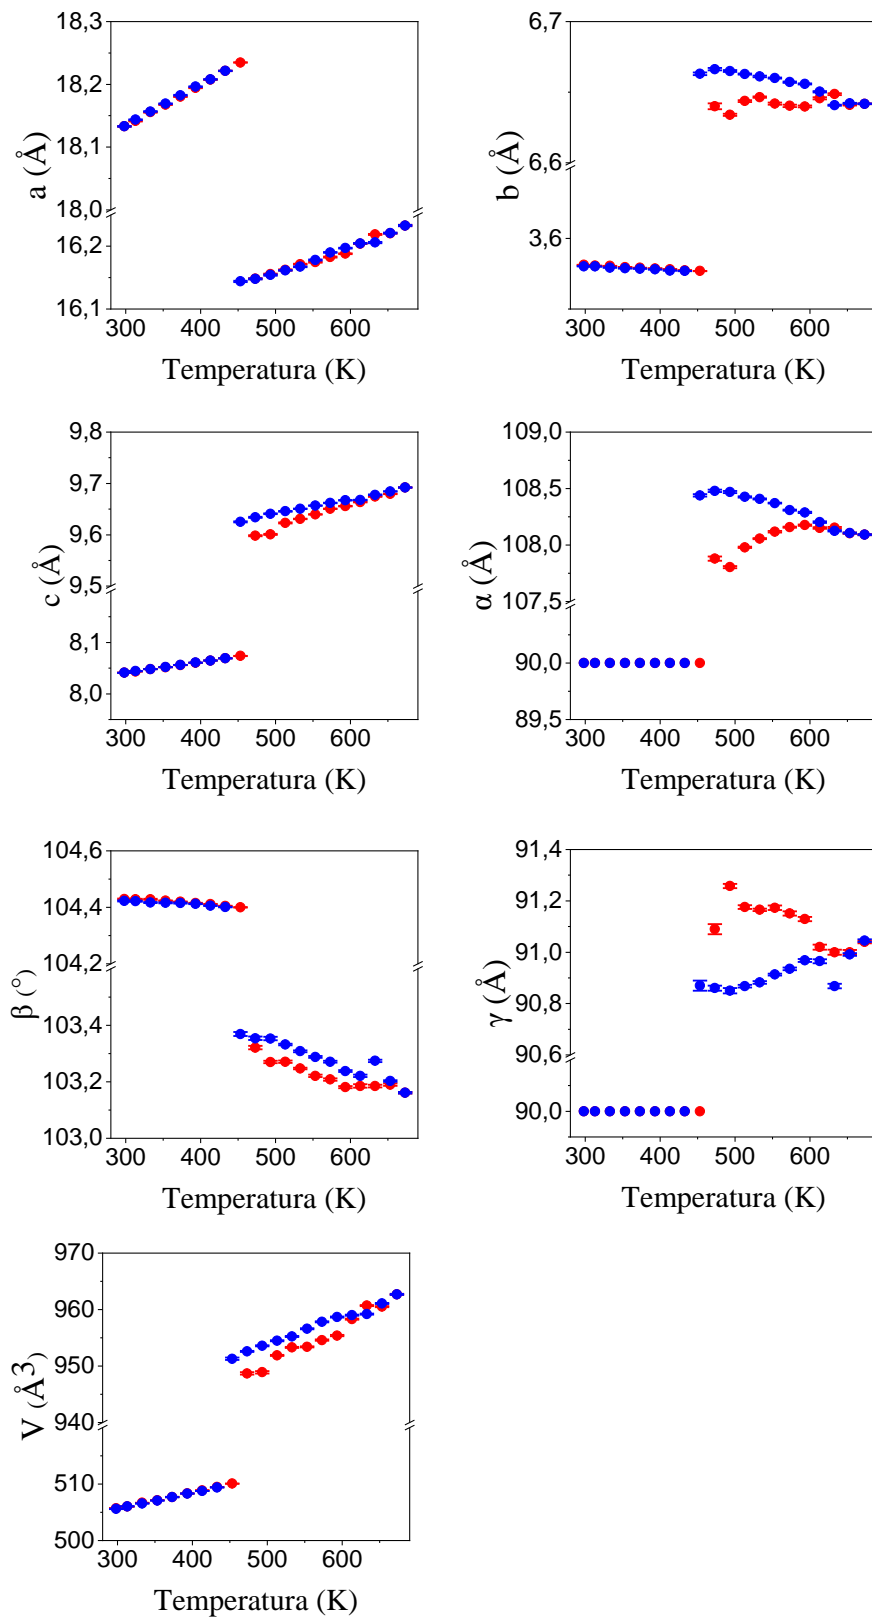 18,3
18,2
18,1
18,0
16,2
16,1
a (Å)
300 400 500 600
Temperatura (K)
6,7
6,6
3,6
b (Å)
300 400 500 600
Temperatura (K)
9,8
9,7
9,6
9,5
8,1
8,0
c (Å)
300 400 500 600
Temperatura (K)
109,0
108,5
108,0
107,5
90,0
89,5
α (Å)
300 400 500 600
Temperatura (K)
104,6
104,4
104,2
103,4
103,2
103,0
β (°)
300 400 500 600
Temperatura (K)
91,4
91,2
91,0
90,8
90,6
90,0
γ (Å)
300 400 500 600
Temperatura (K)
970
960
950
940
510
500
V (Å3)
300 400 500 600
Temperatura (K)